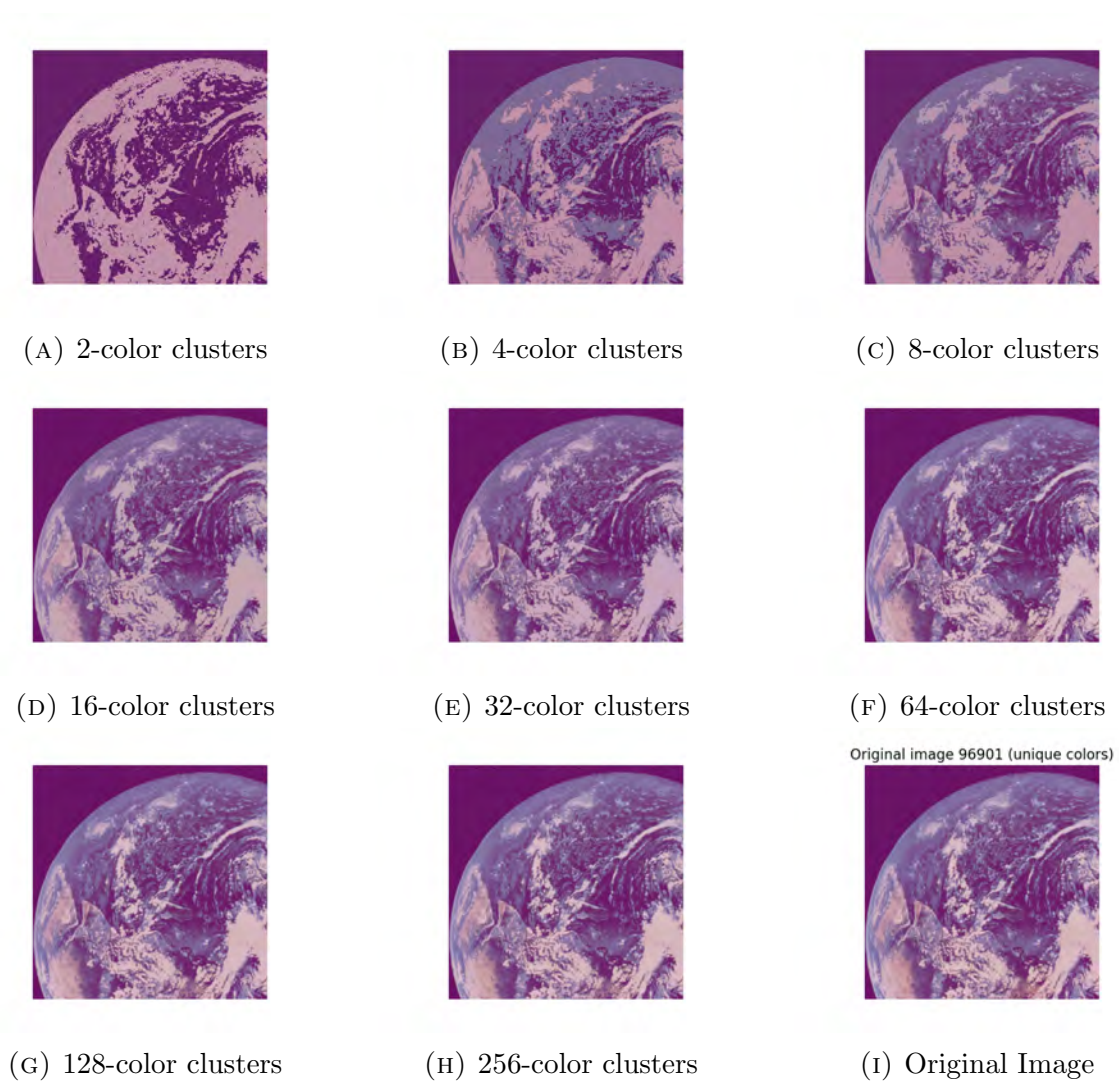 (A) 2-color clusters
(B) 4-color clusters
(C) 8-color clusters
(D) 16-color clusters
(E) 32-color clusters
(F) 64-color clusters
Original image 96901 (unique colors)
(G) 128-color clusters
(H) 256-color clusters
(I) Original Image